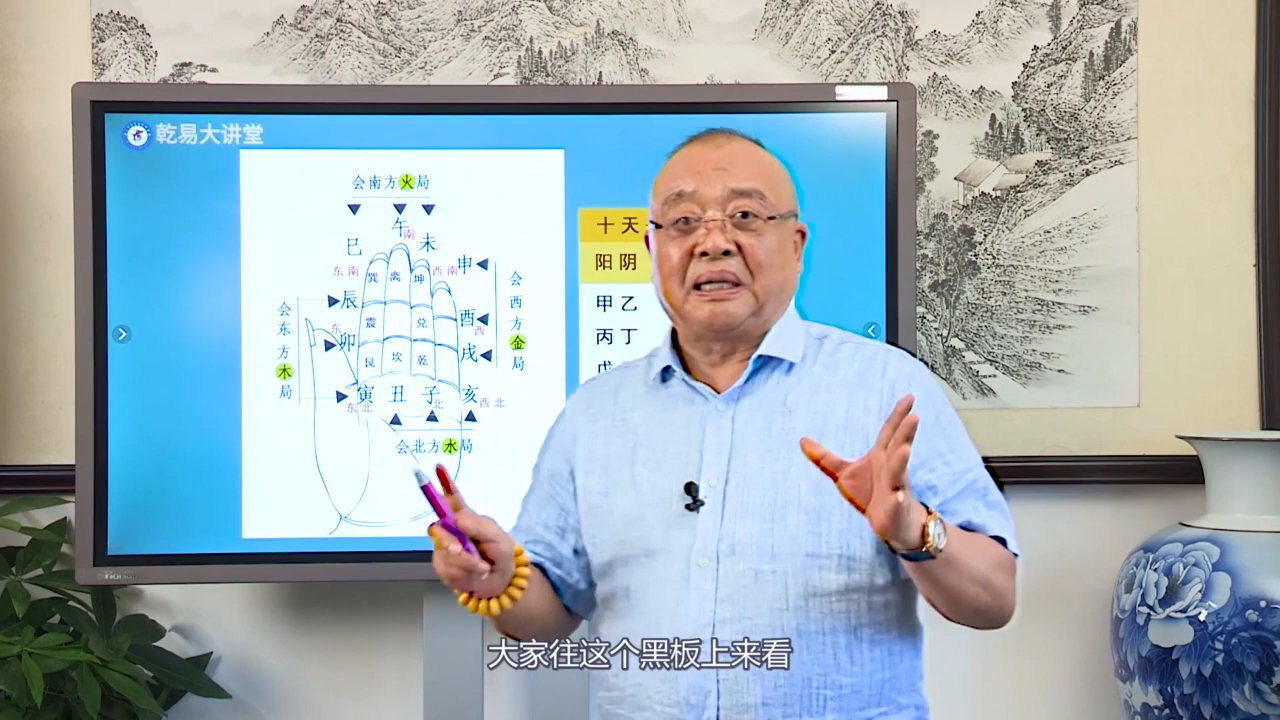 乾易大讲堂
会南方火局
午
南
巳
未
东南
巽
离
坤
西南
申
辰
会东方木局
会西方金局
东
震
兑
酉
西
卯
艮
坎
乾
戌
寅
丑
子
亥
东北
北
西北
会北方水局
十天
阳阴
甲乙
丙丁
戊
大家往这个黑板上来看